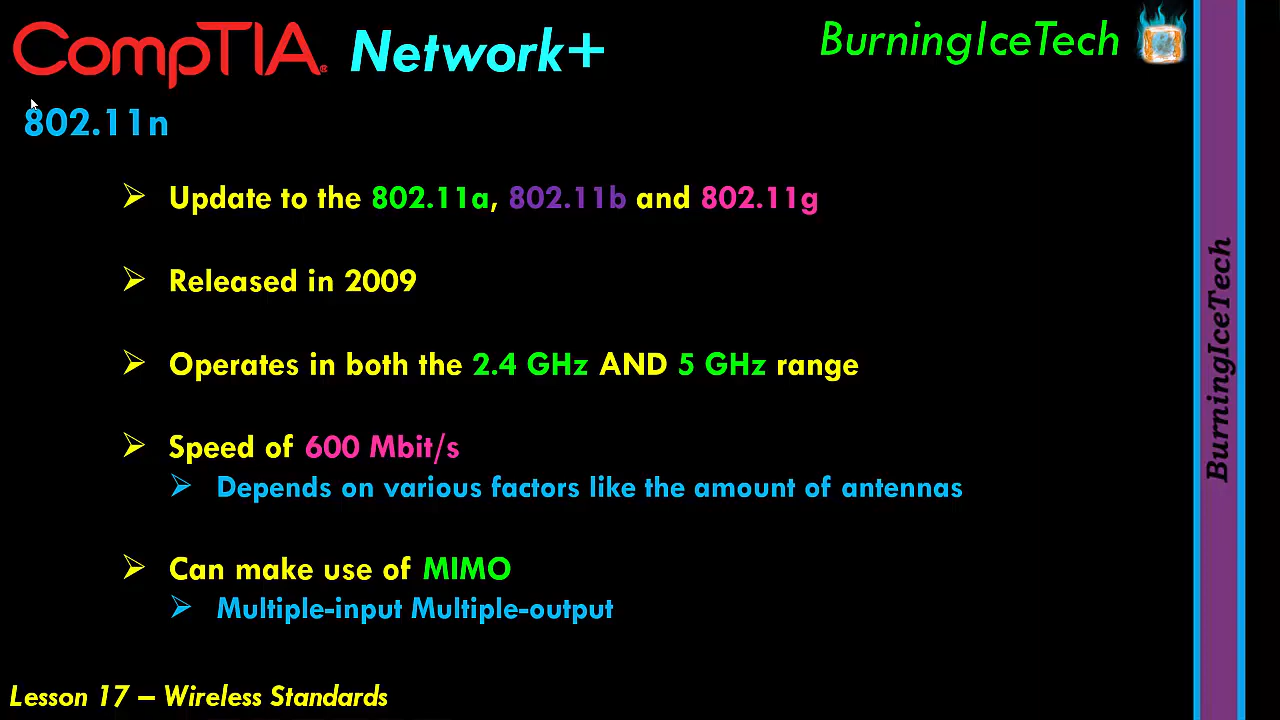 CompTIA® Network+
BurningIceTech
802.11n
Update to the 802.11a, 802.11b and 802.11g
Released in 2009
Operates in both the 2.4 GHz AND 5 GHz range
Speed of 600 Mbit/s
Depends on various factors like the amount of antennas
Can make use of MIMO
Multiple-input Multiple-output
Lesson 17 – Wireless Standards
BurningIceTech